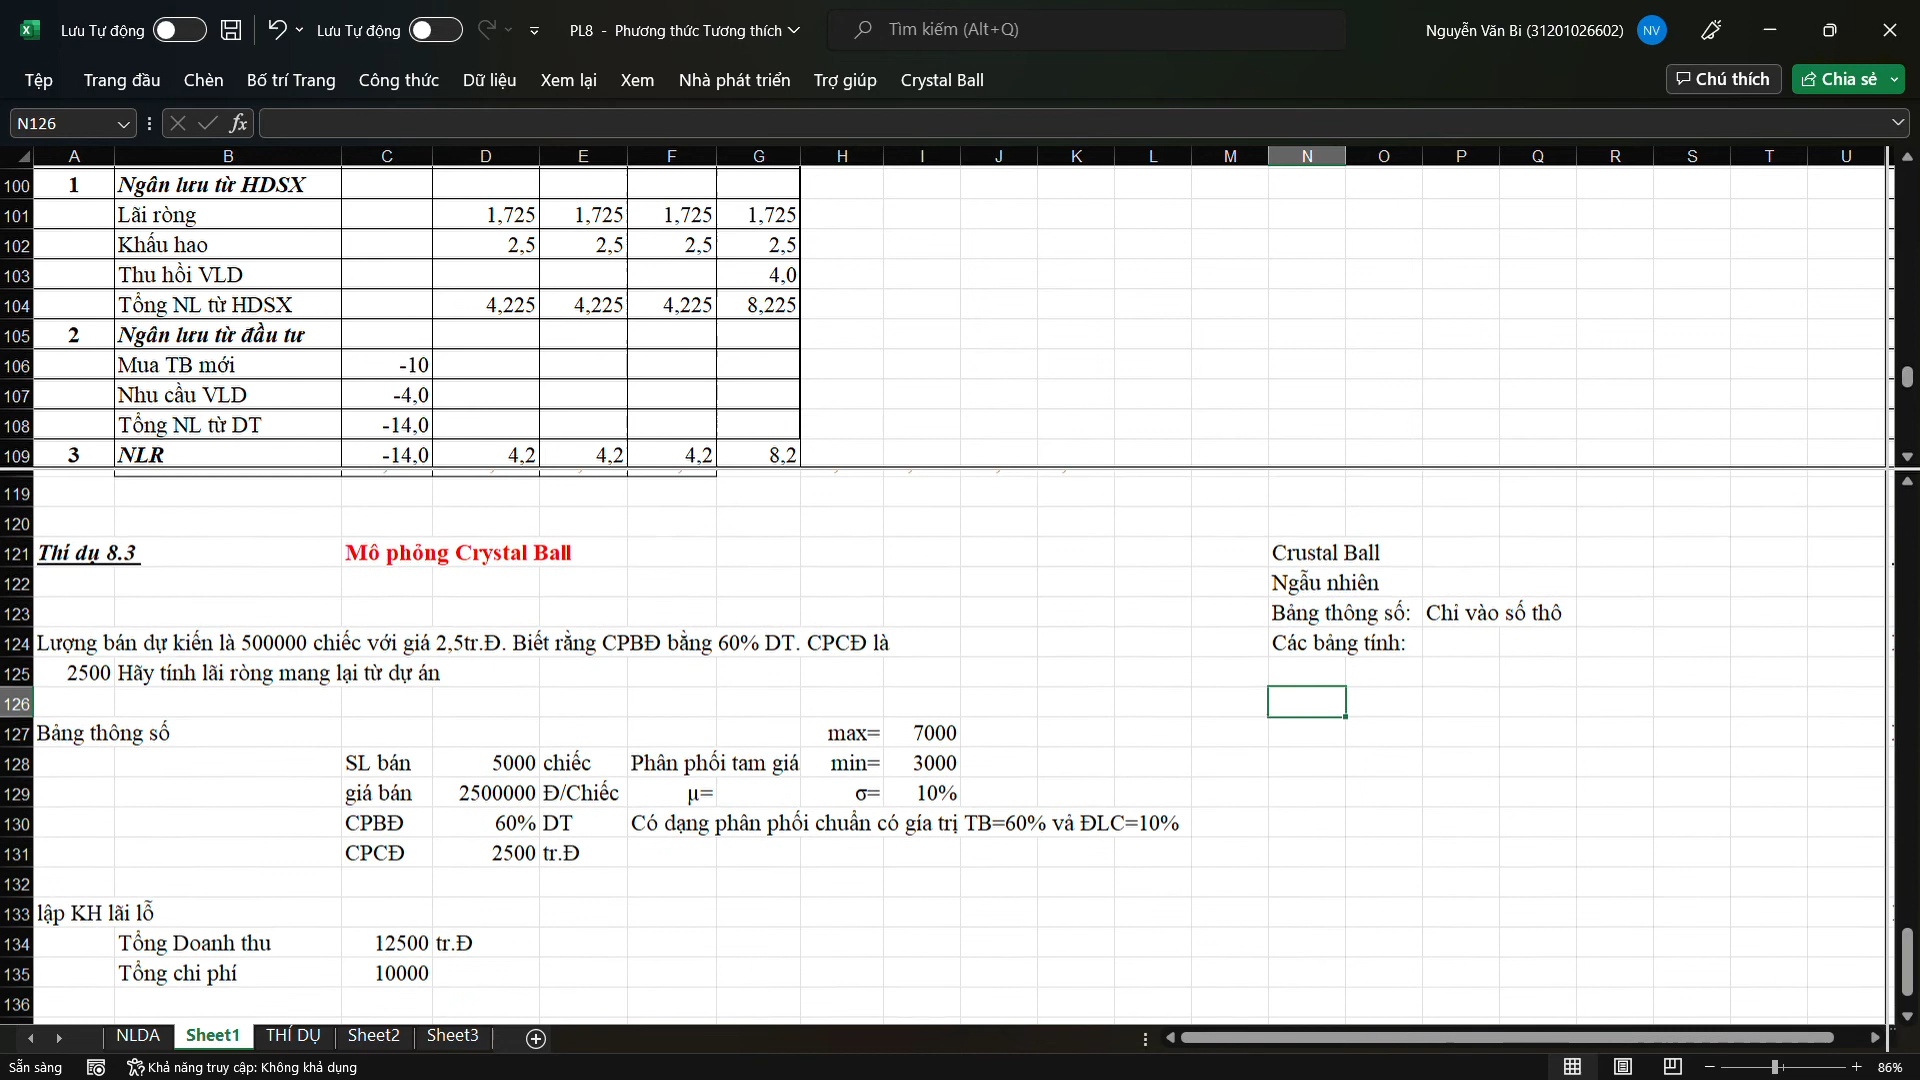 Lưu Tự động
Lưu Tự động
PL8 - Phương thức Tương thích
Tìm kiếm (Alt+Q)
Nguyễn Văn Bi (31201026602)
NV
Tệp Trang đầu Chèn Bố trí Trang Công thức Dữ liệu Xem lại Xem Nhà phát triển Trợ giúp Crystal Ball
Chú thích
Chia sẻ
N126
fx
A B C D E F G H I J K L M N O P Q R S T U
100 1 Ngân lưu từ HDSX
101 Lãi ròng 1,725 1,725 1,725 1,725
102 Khấu hao 2,5 2,5 2,5 2,5
103 Thu hồi VLD 4,0
104 Tổng NL từ HDSX 4,225 4,225 4,225 8,225
105 2 Ngân lưu từ đầu tư
106 Mua TB mới -10
107 Nhu cầu VLD -4,0
108 Tổng NL từ DT -14,0
109 3 NLR -14,0 4,2 4,2 4,2 8,2
119
120
121 Thí dụ 8.3 Mô phỏng Crystal Ball Crustal Ball
122 Ngẫu nhiên
123 Bảng thông số: Chỉ vào số thô
124 Lượng bán dự kiến là 500000 chiếc với giá 2,5tr.Đ. Biết rằng CPBĐ bằng 60% DT. CPCĐ là Các bảng tính:
125 2500 Hãy tính lãi ròng mang lại từ dự án
126
127 Bảng thông số max= 7000
128 SL bán 5000 chiếc Phân phối tam giá min= 3000
129 giá bán 2500000 Đ/Chiếc μ= σ= 10%
130 CPBĐ 60% DT Có dạng phân phối chuẩn có gía trị TB=60% vả ĐLC=10%
131 CPCĐ 2500 tr.Đ
132
133 lập KH lãi lỗ
134 Tổng Doanh thu 12500 tr.Đ
135 Tổng chi phí 10000
136
NLDA Sheet1 THÍ DỤ Sheet2 Sheet3
Sẵn sàng
Khả năng truy cập: Không khả dụng
86%